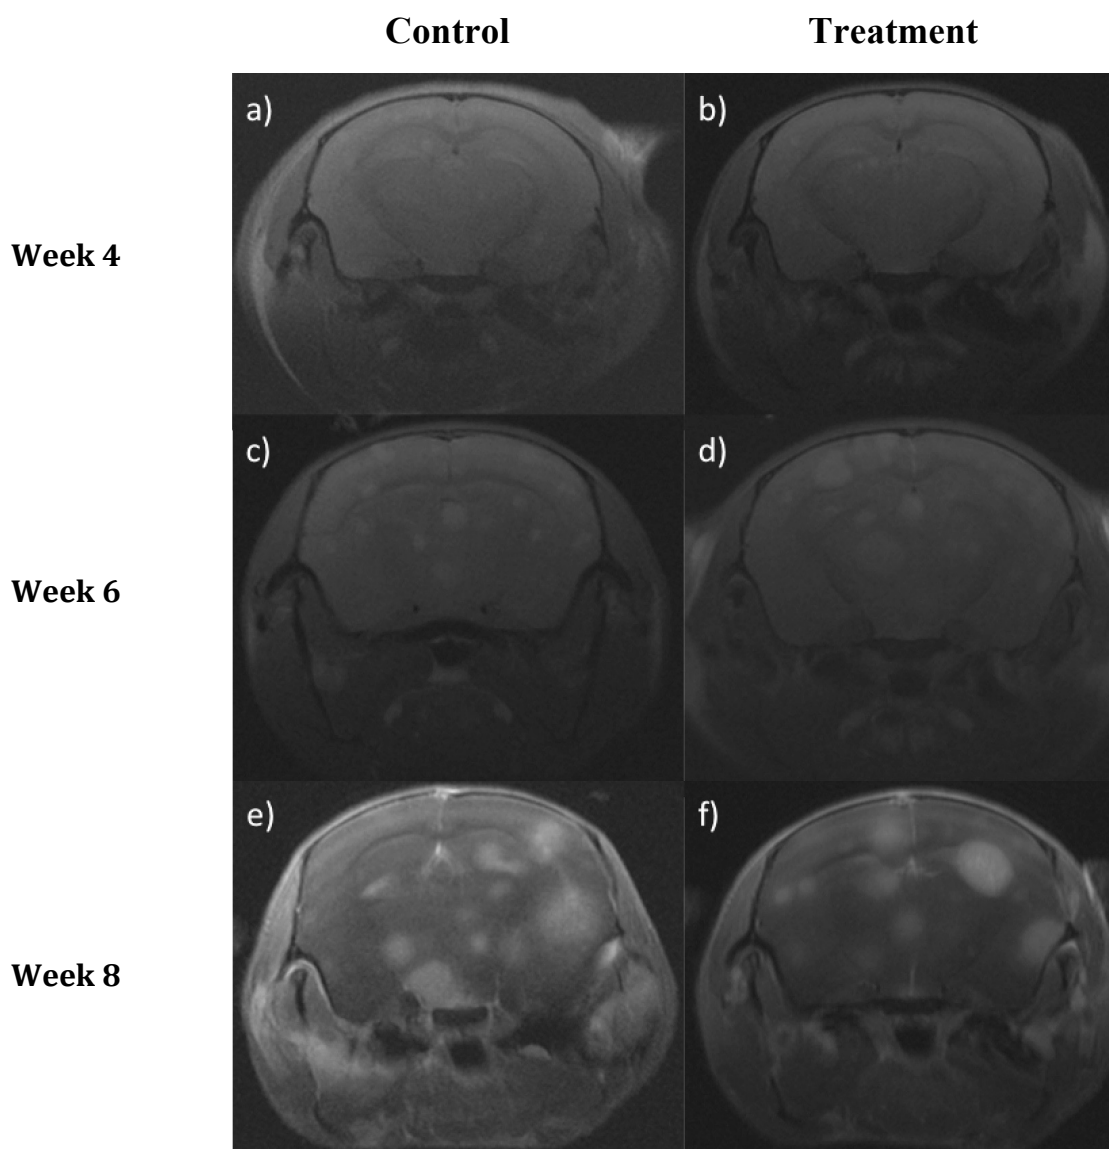 Control Treatment
a) b)
Week 4
c) d)
Week 6
e) f)
Week 8